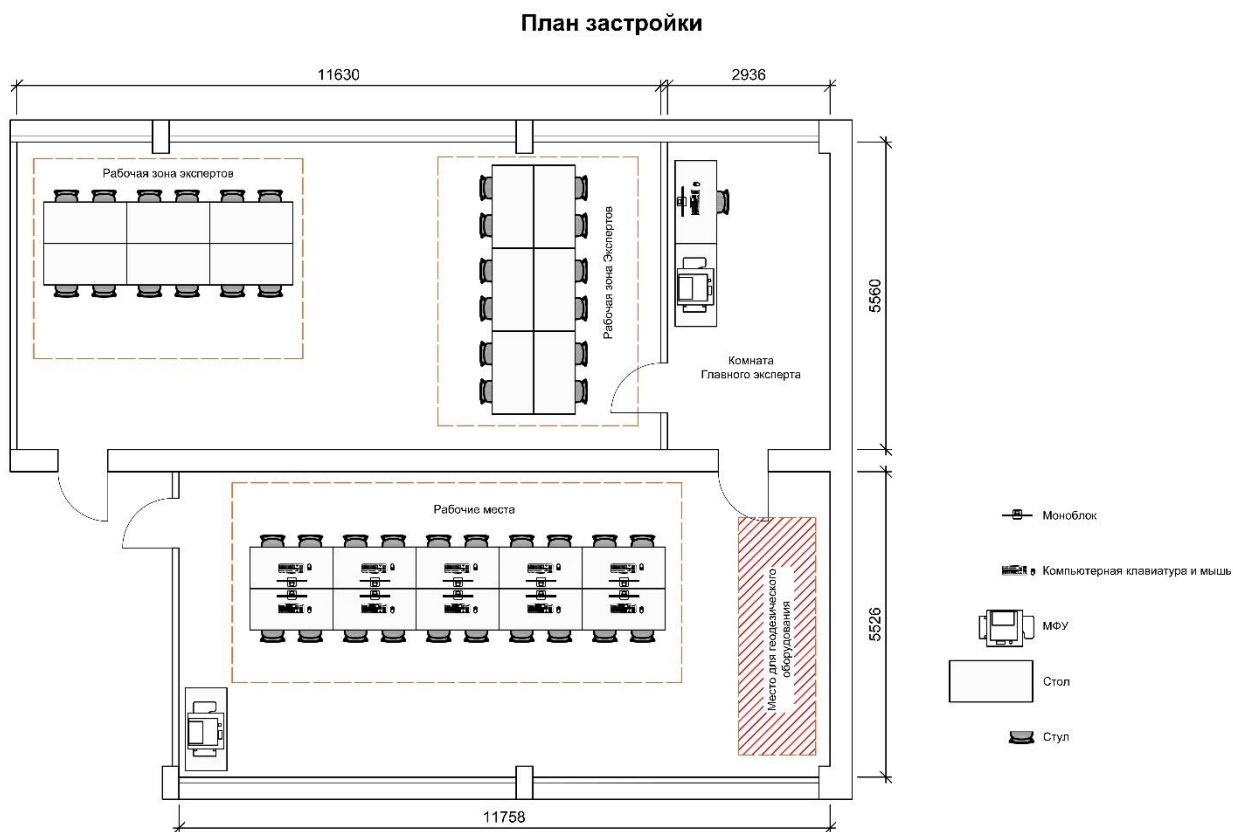 План застройки
11630
2936
Рабочая зона экспертов
Рабочая зона Экспертов
5560
Комната
Главного эксперта
Рабочие места
Место для геодезического
оборудования
5526
11758
Моноблок
Компьютерная клавиатура и мышь
МФУ
Стол
Стул